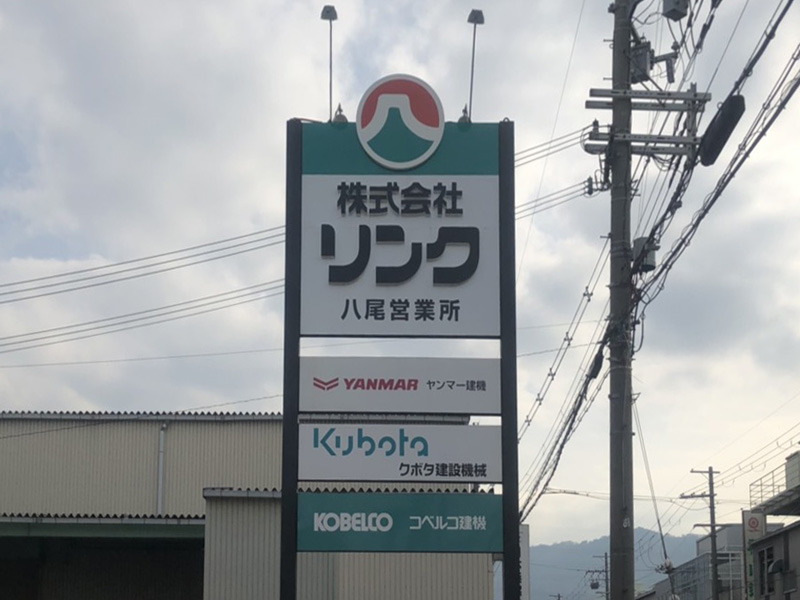 株式会社
リンク
八尾営業所
YANMAR ヤンマー建機
Kubota
クボタ建設機械
KOBELCO コベルコ建機